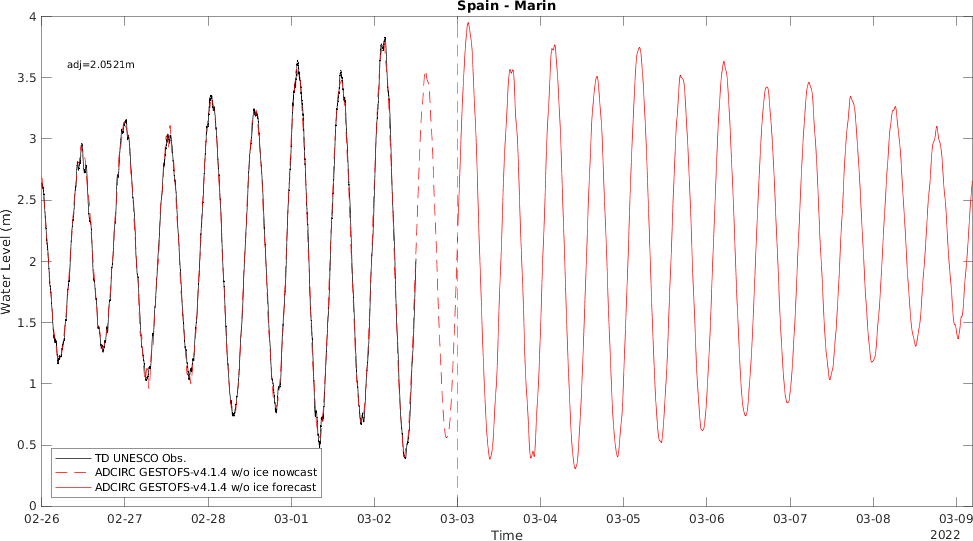 Spain - Marin
adj=2.0521m
Water Level (m)
4
3.5
3
2.5
2
1.5
1
0.5
0
TD UNESCO Obs.
ADCIRC GESTOFS-v4.1.4 w/o ice nowcast
ADCIRC GESTOFS-v4.1.4 w/o ice forecast
02-26 02-27 02-28 03-01 03-02 03-03 03-04 03-05 03-06 03-07 03-08 03-09
Time
2022